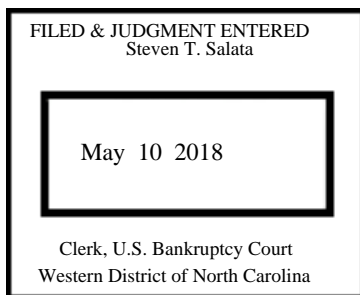 FILED & JUDGMENT ENTERED
Steven T. Salata
May 10 2018
Clerk, U.S. Bankruptcy Court
Western District of North Carolina